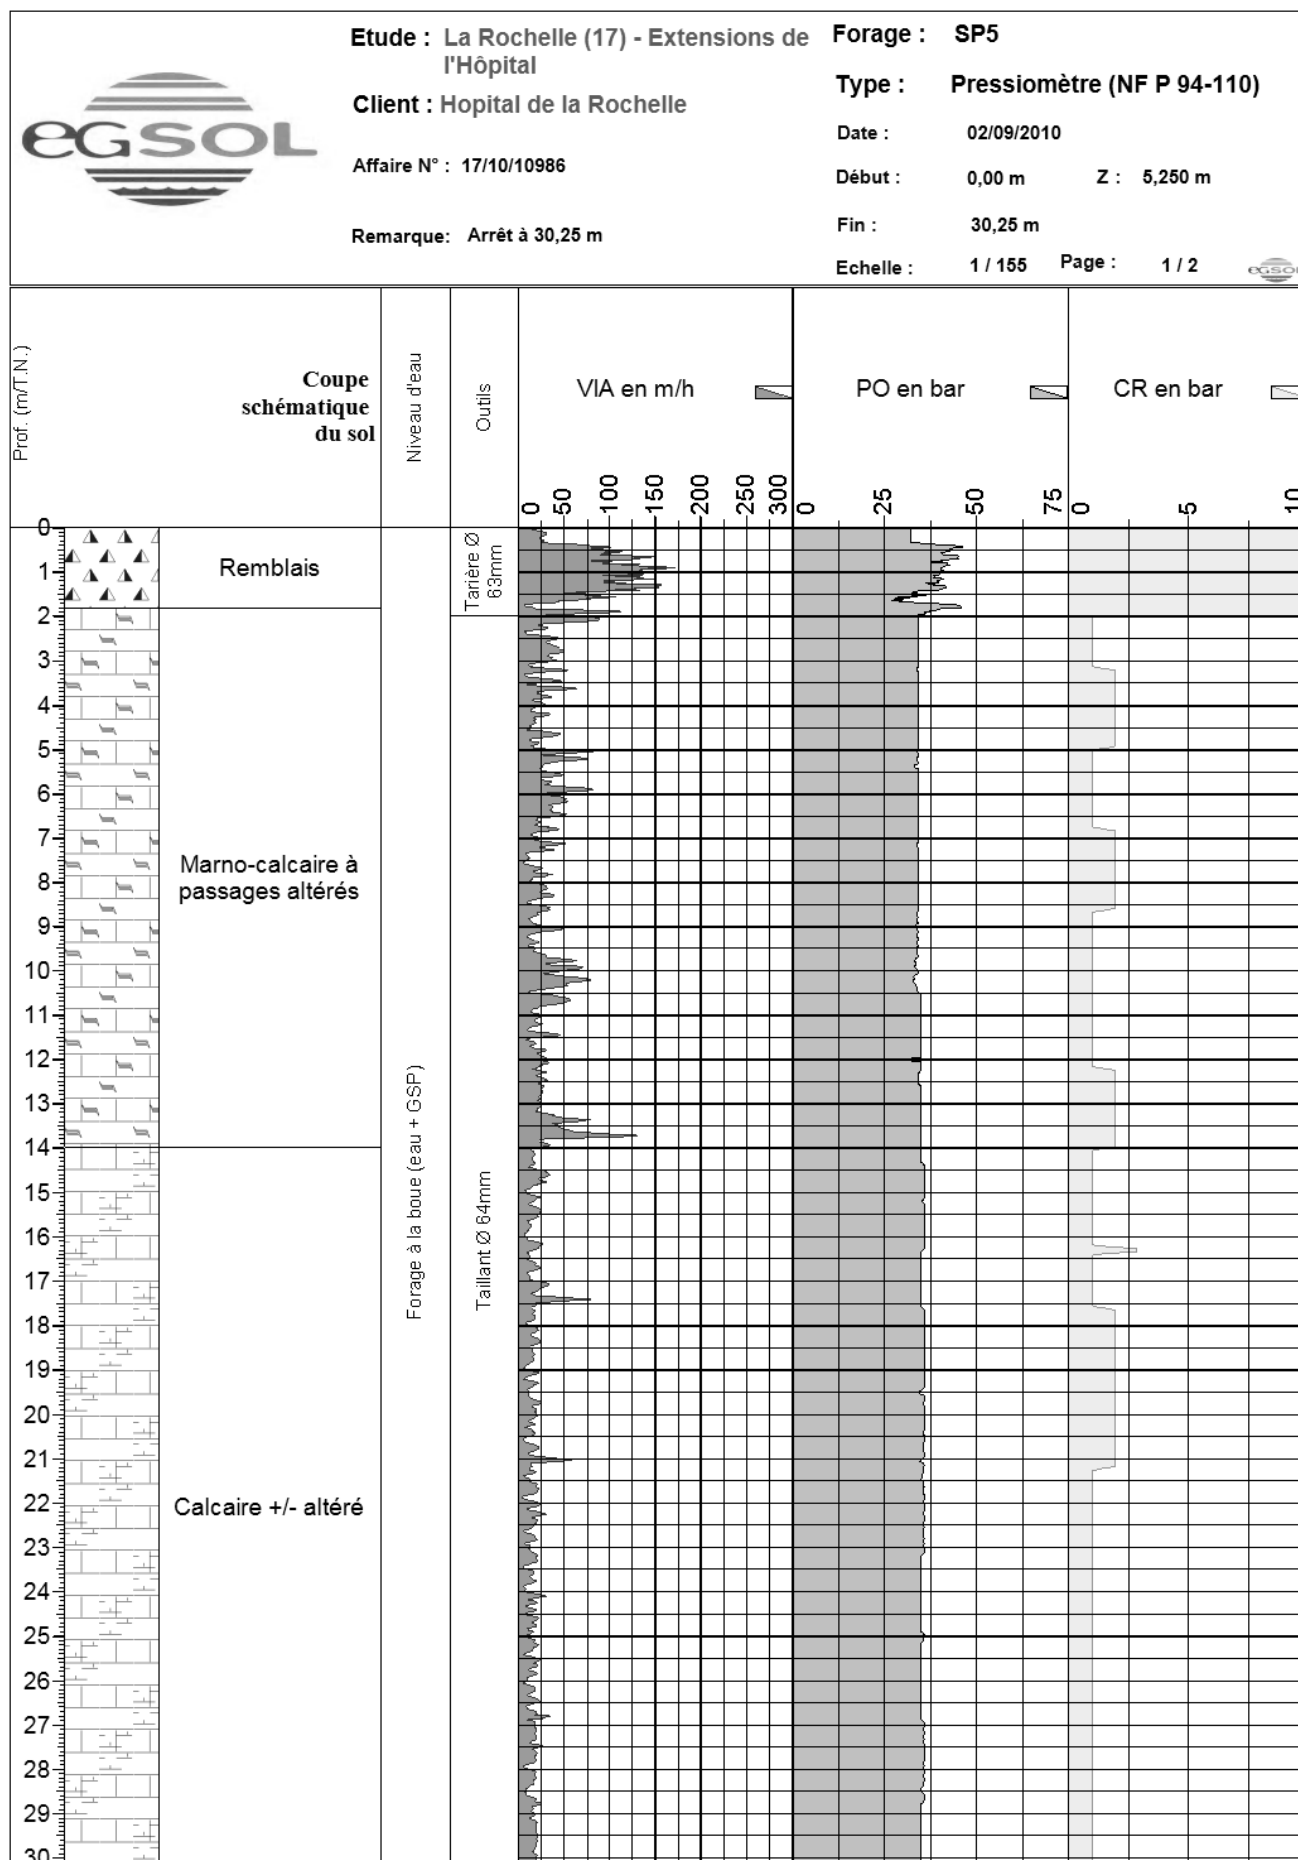 Etude : La Rochelle (17) - Extensions de
l'Hôpital
Client : Hopital de la Rochelle
Affaire N° : 17/10/10986
Remarque: Arrêt à 30,25 m
Forage : SP5
Type : Pressiomètre (NF P 94-110)
Date : 02/09/2010
Début : 0,00 m Z : 5,250 m
Fin : 30,25 m
Echelle : 1 / 155 Page : 1 / 2
eGSOL
eGSOL
Prof. (m/T.N.)
Coupe
schématique
du sol
Niveau d'eau
Outils
VIA en m/h
PO en bar
CR en bar
0 50 100 150 200 250 300
0 25 50 75
0 5 10
0
1
2
3
4
5
6
7
8
9
10
11
12
13
14
15
16
17
18
19
20
21
22
23
24
25
26
27
28
29
30
Remblais
Marno-calcaire à
passages altérés
Calcaire +/- altéré
Forage à la boue (eau + GSP)
Tarière Ø
63mm
Taillant Ø 64mm